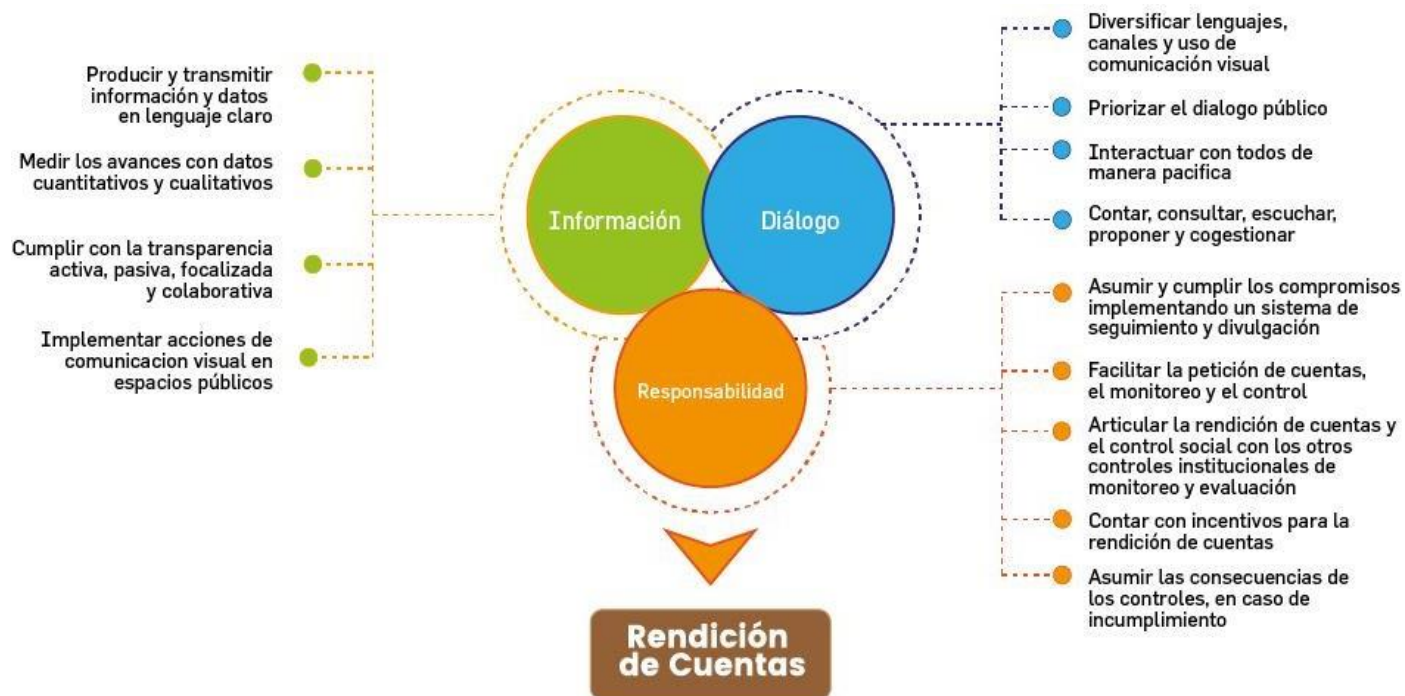 Producir y transmitir
información y datos
en lenguaje claro
Medir los avances con datos
cuantitativos y cualitativos
Cumplir con la transparencia
activa, pasiva, focalizada
y colaborativa
Implementar acciones de
comunicacion visual en
espacios públicos
Información
Diálogo
Responsabilidad
Diversificar lenguajes,
canales y uso de
comunicación visual
Priorizar el dialogo público
Interactuar con todos de
manera pacifica
Contar, consultar, escuchar,
proponer y cogestionar
Asumir y cumplir los compromisos
implementando un sistema de
seguimiento y divulgación
Facilitar la petición de cuentas,
el monitoreo y el control
Articular la rendición de cuentas y
el control social con los otros
controles institucionales de
monitoreo y evaluación
Contar con incentivos para la
rendición de cuentas
Asumir las consecuencias de
los controles, en caso de
incumplimiento
Rendición
de Cuentas